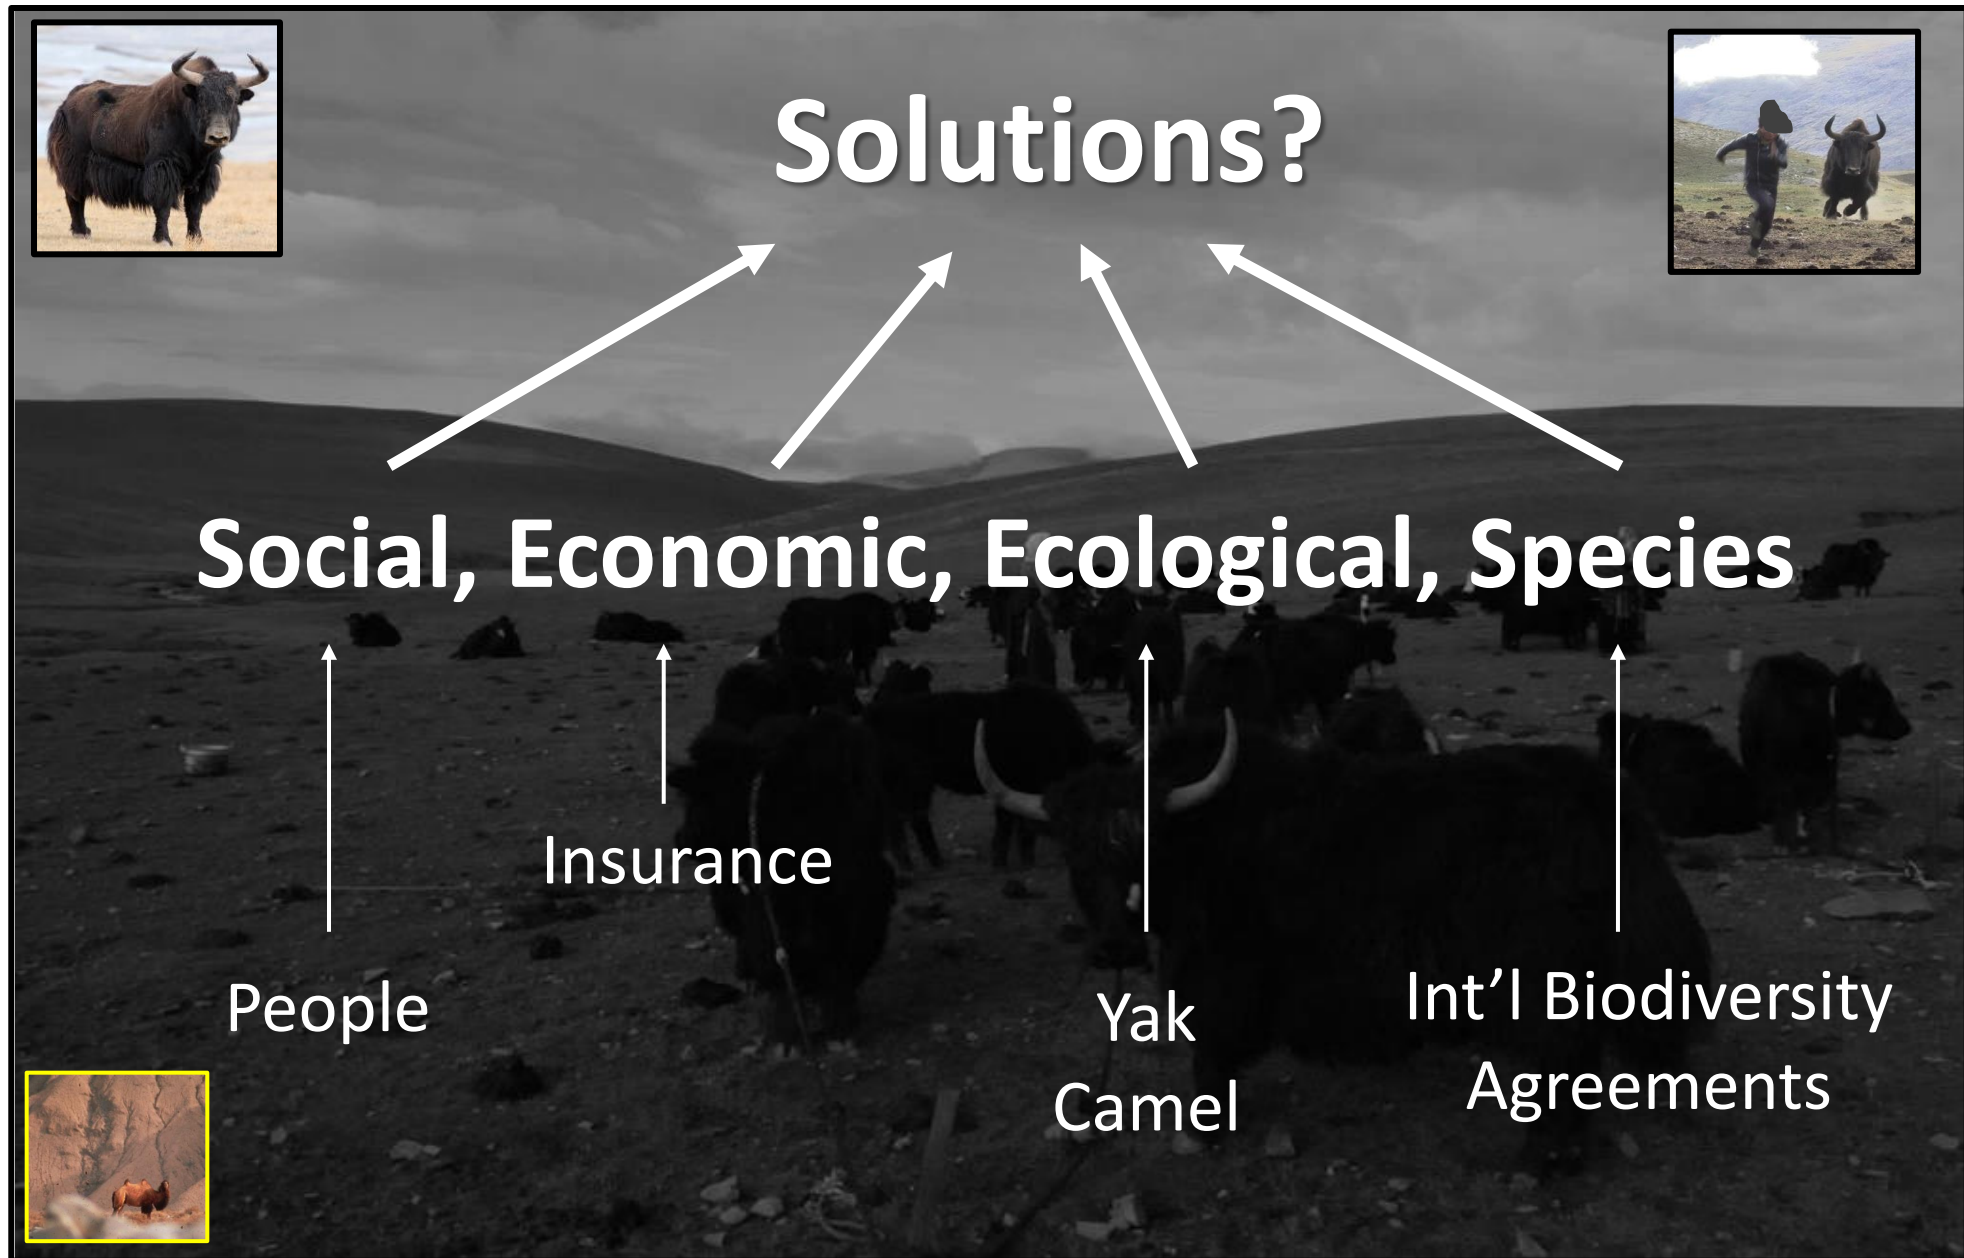 Solutions?
Social, Economic, Ecological, Species
Insurance
People
Yak
Camel
Int’l Biodiversity
Agreements